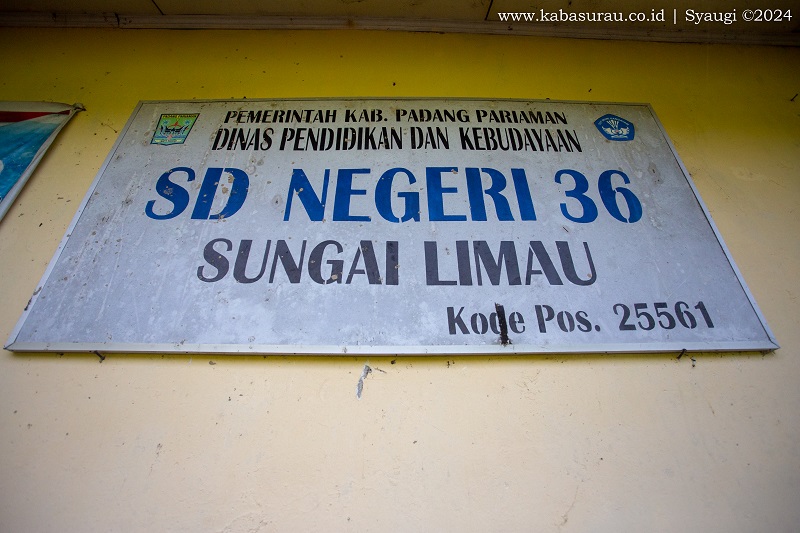 www.kabasurau.co.id | Syaugi ©2024
PEMERINTAH KAB. PADANG PARIAMAN
DINAS PENDIDIKAN DAN KEBUDAYAAN
SD NEGERI 36
SUNGAI LIMAU
Kode Pos. 25561